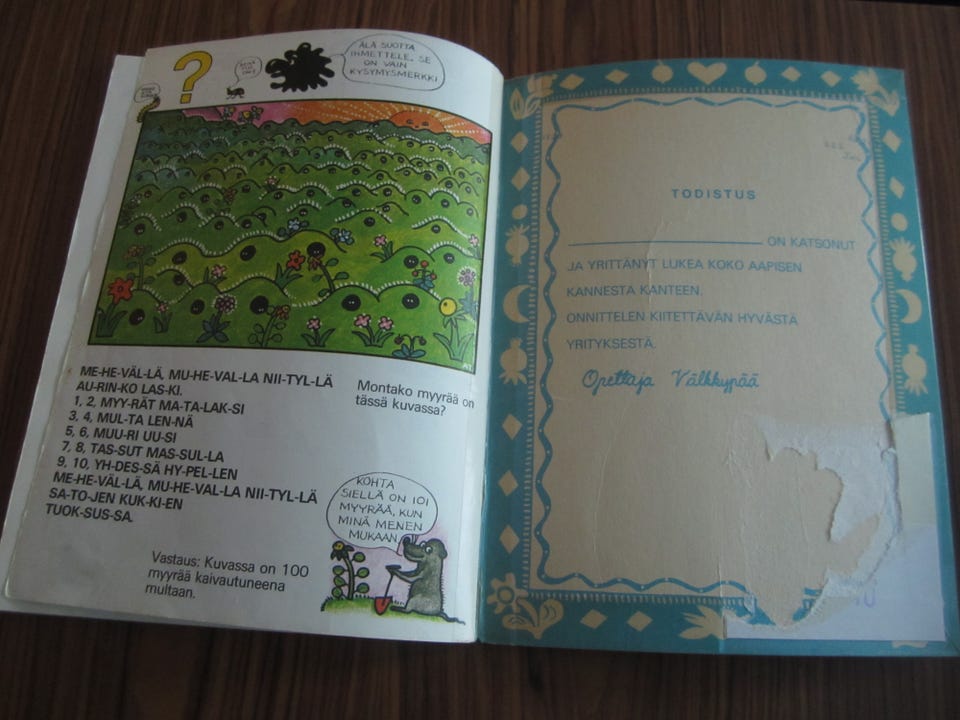 ?
ÄLÄ SUOTTA
IHMETTELE, SE
ON VAIN
KYSYMYSMERKKI
AT.
ME-HE-VÄL-LÄ, MU-HE-VAL-LA NII-TYL-LÄ
AU-RIN-KO LAS-KI.
1, 2, MYY-RÄT MA-TA-LAK-SI
3, 4, MUL-TA LEN-NÄ
5, 6, MUU-RI UU-SI
7, 8, TAS-SUT MAS-SUL-LA
9, 10, YH-DES-SÄ HY-PEL-LEN
ME-HE-VÄL-LÄ, MU-HE-VAL-LA NII-TYL-LÄ
SA-TO-JEN KUK-KI-EN
TUOK-SUS-SA.
Montako myyrää on
tässä kuvassa?
KOHTA
SIELLÄ ON 101
MYYRÄÄ, KUN
MINÄ MENEN
MUKAAN.
Vastaus: Kuvassa on 100
myyrää kaivautuneena
multaan.
TODISTUS
ON KATSONUT
JA YRITTÄNYT LUKEA KOKO AAPISEN
KANNESTA KANTEEN.
ONNITTELEN KIITETTÄVÄN HYVÄSTÄ
YRITYKSESTÄ.
Opettaja Välkkypää